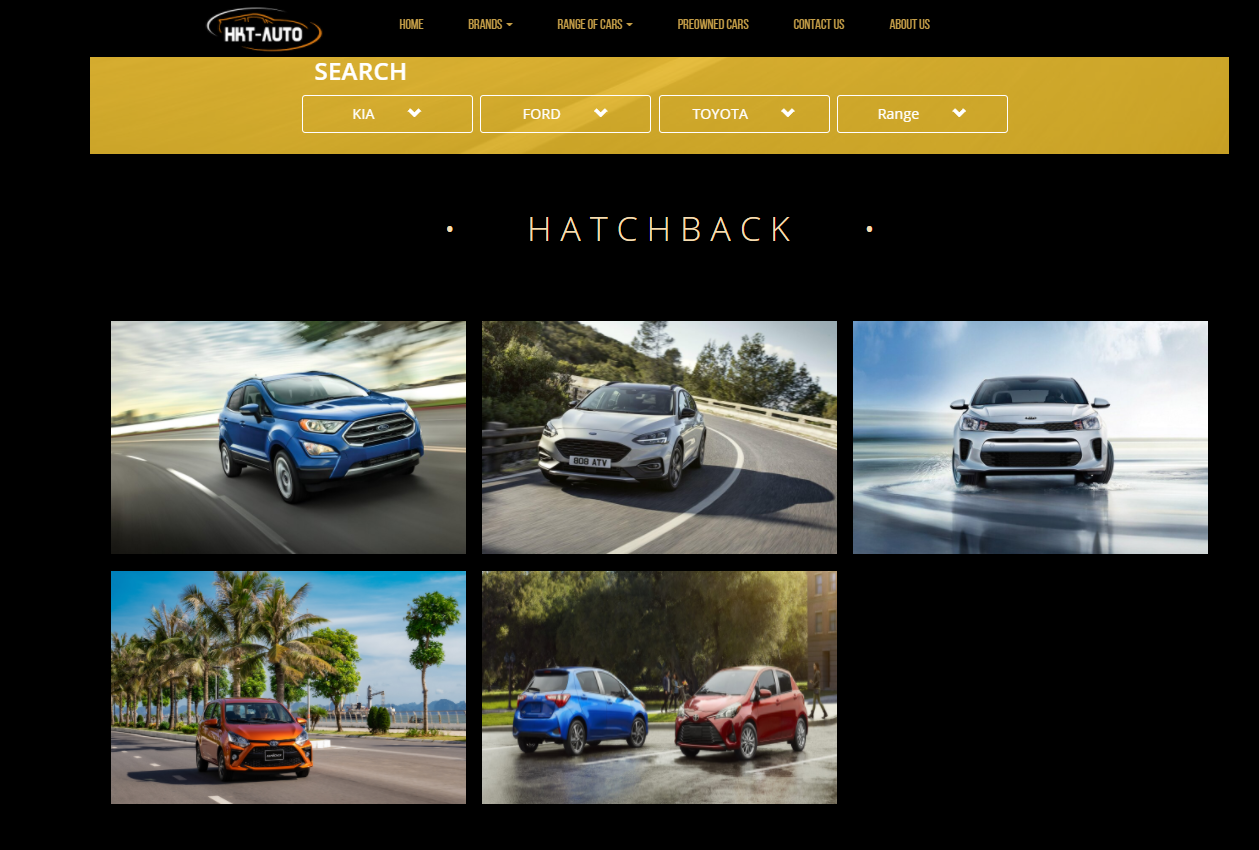 HKT-AUTO
HOME BRANDS RANGE OF CARS PREOWNED CARS CONTACT US ABOUT US
SEARCH
KIA FORD TOYOTA Range
• HATCHBACK •
808 ATV